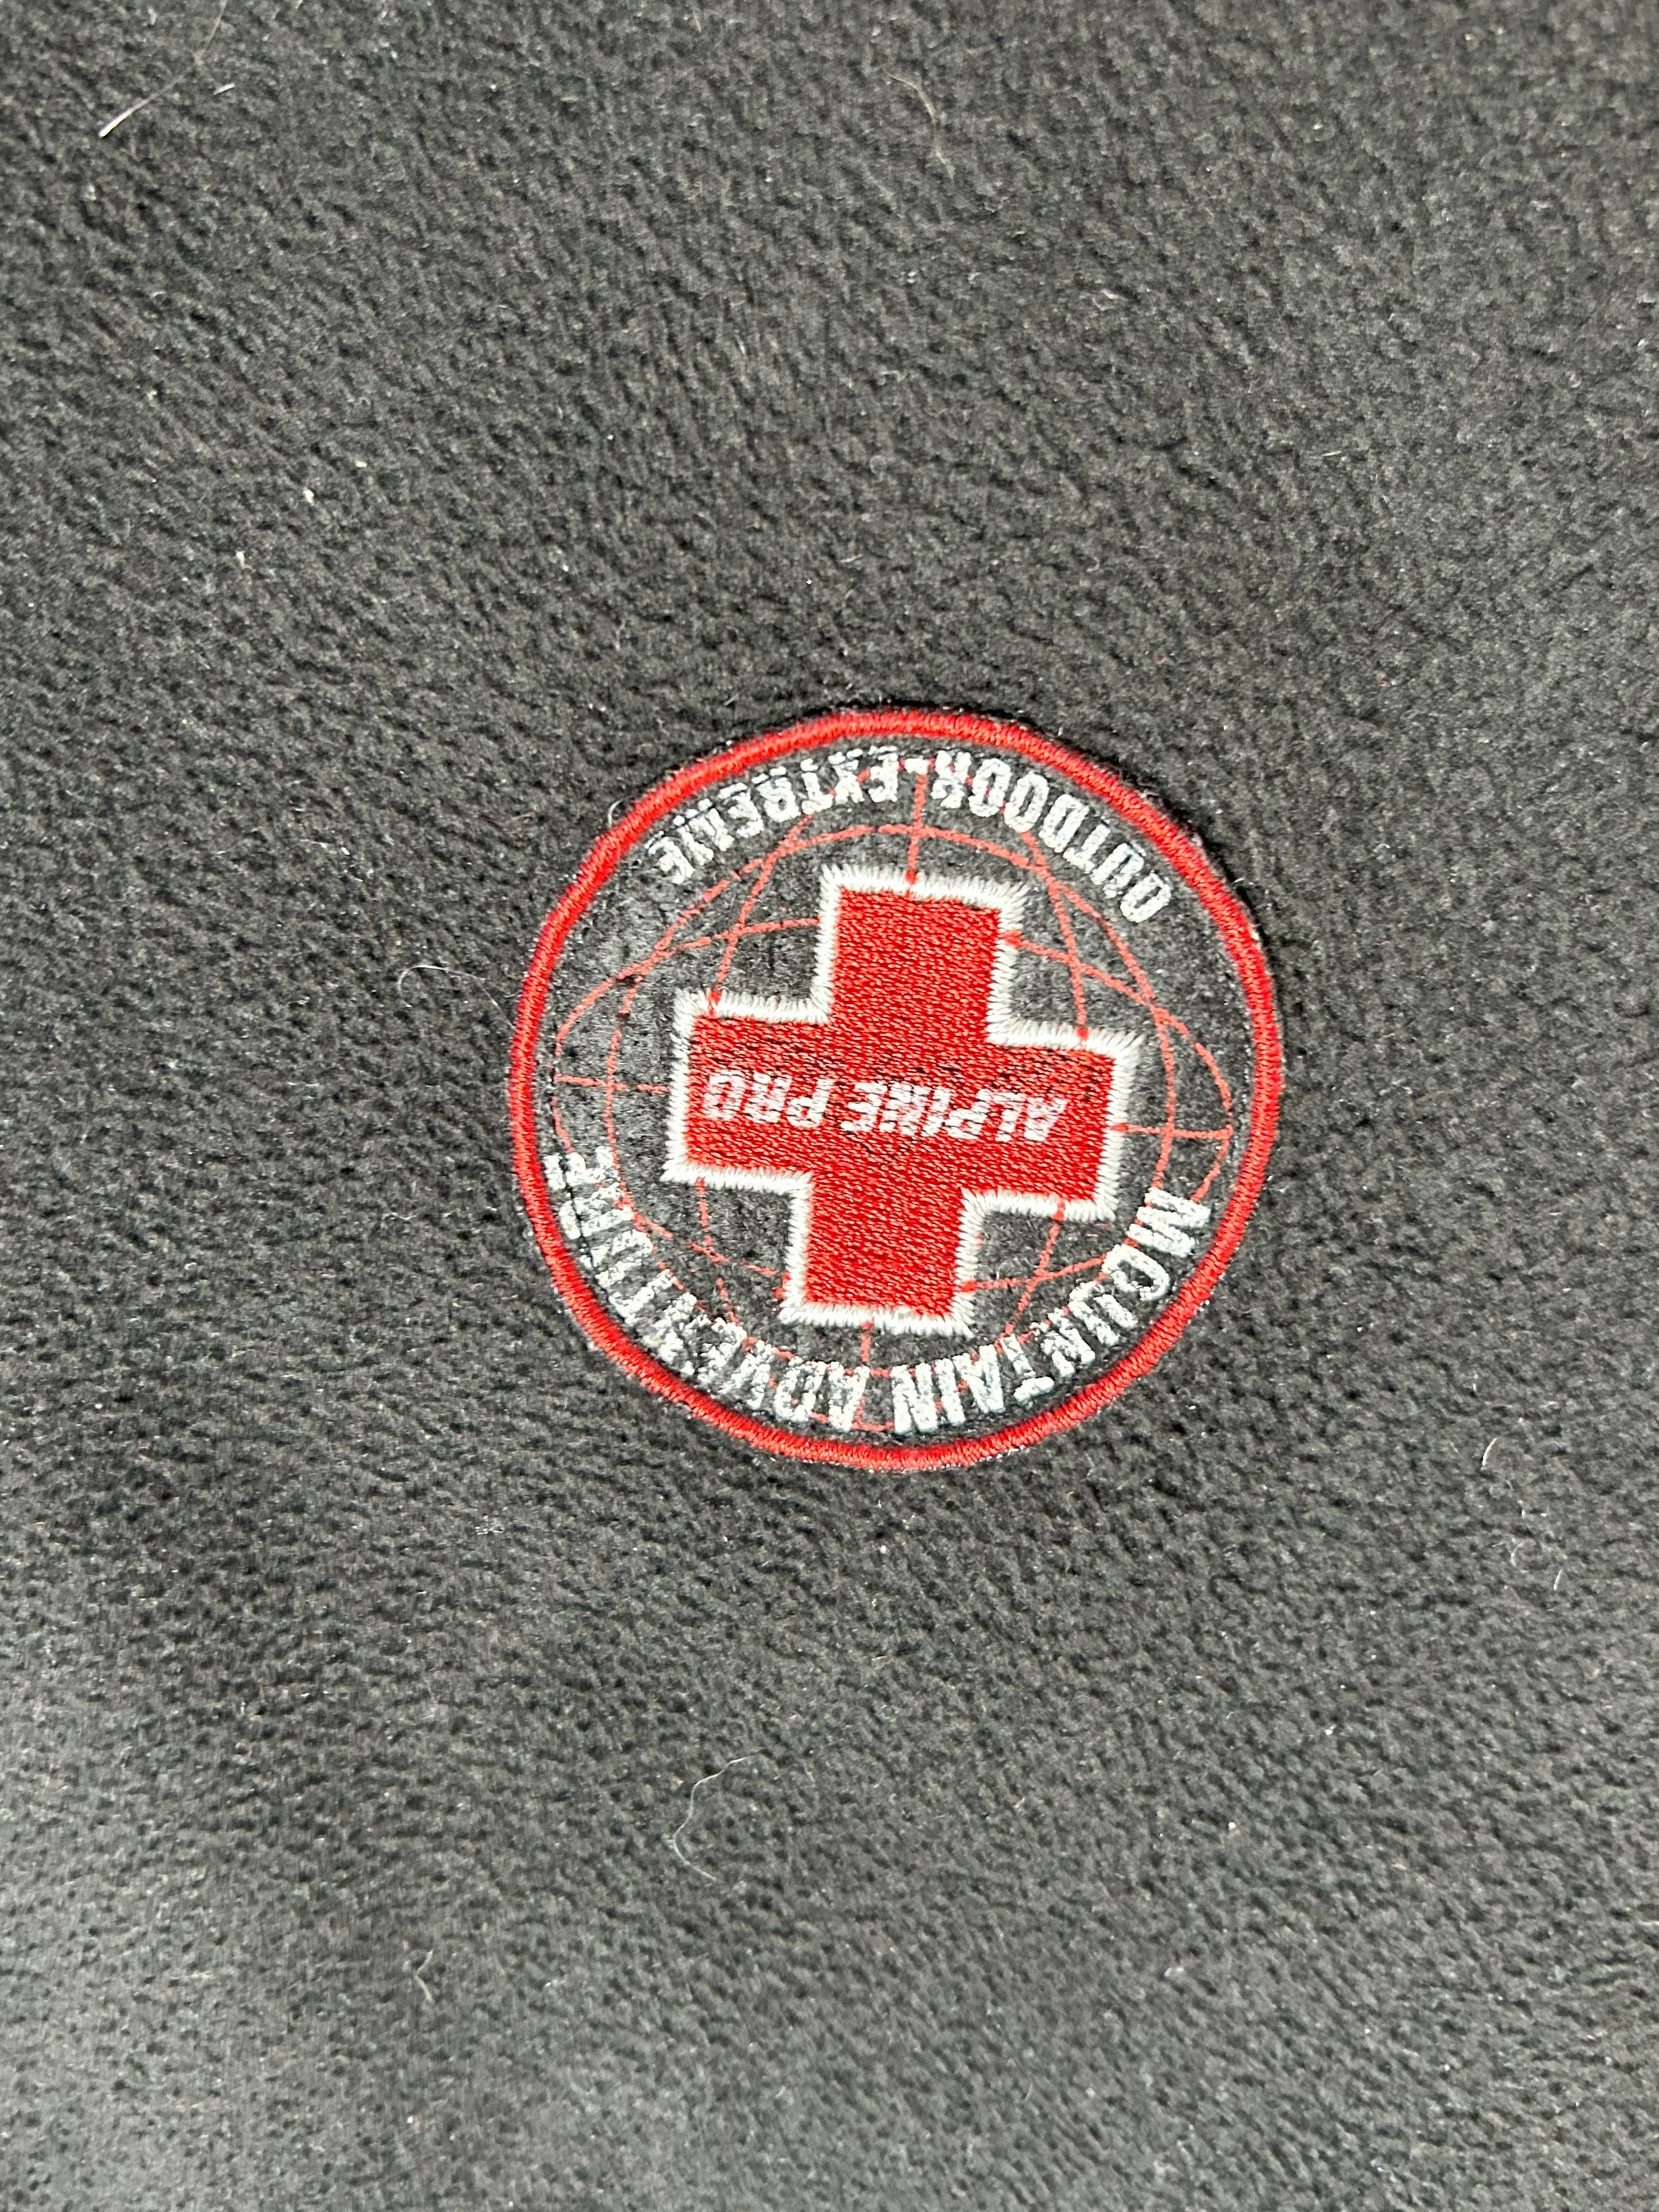 MOUNTAIN ADVENTURE
ALPINE PRO
OUTDOOR-EXTREME